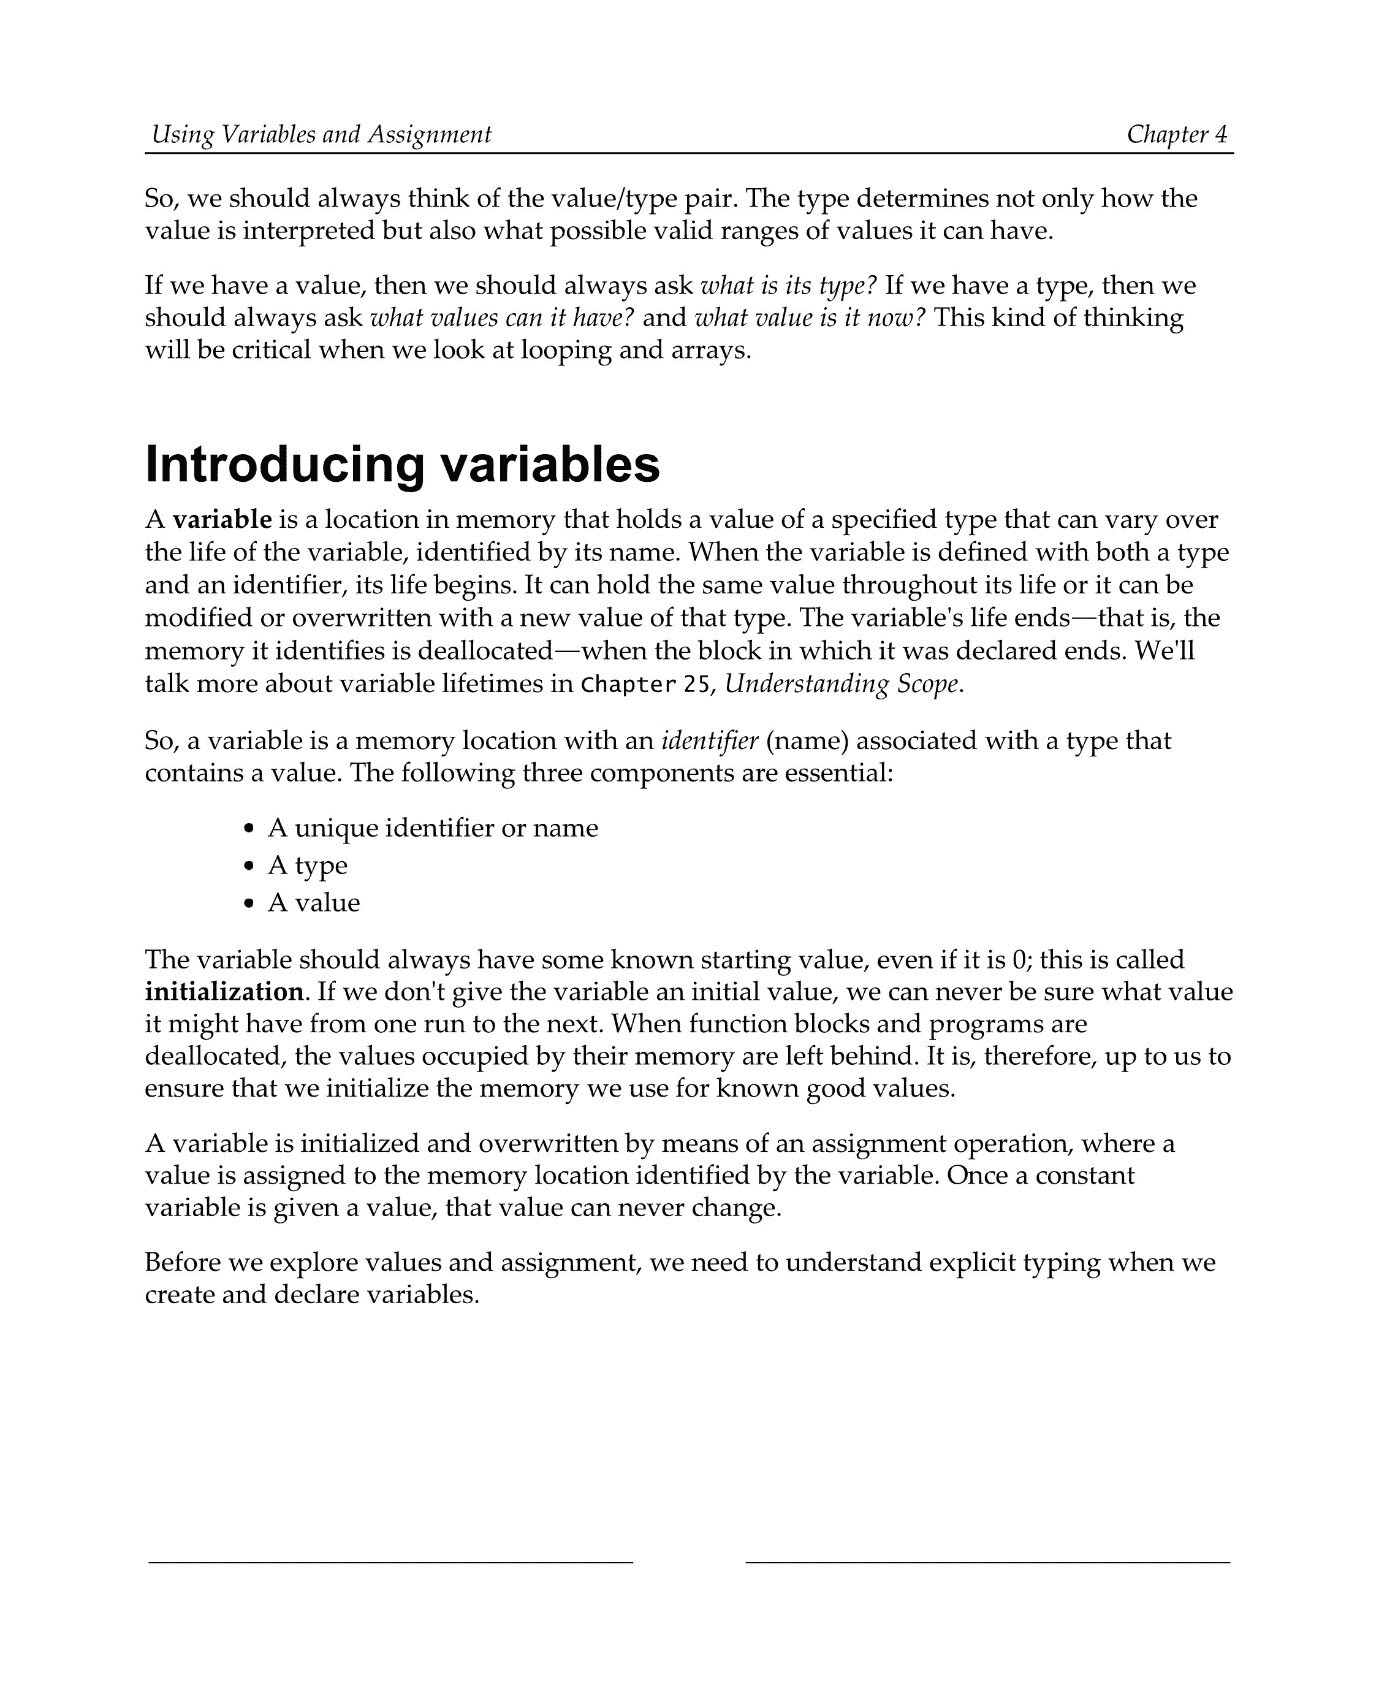 Using Variables and Assignment Chapter 4
So, we should always think of the value/type pair. The type determines not only how the
value is interpreted but also what possible valid ranges of values it can have.
If we have a value, then we should always ask what is its type? If we have a type, then we
should always ask what values can it have? and what value is it now? This kind of thinking
will be critical when we look at looping and arrays.
Introducing variables
A variable is a location in memory that holds a value of a specified type that can vary over
the life of the variable, identified by its name. When the variable is defined with both a type
and an identifier, its life begins. It can hold the same value throughout its life or it can be
modified or overwritten with a new value of that type. The variable's life ends—that is, the
memory it identifies is deallocated—when the block in which it was declared ends. We'll
talk more about variable lifetimes in Chapter 25, Understanding Scope.
So, a variable is a memory location with an identifier (name) associated with a type that
contains a value. The following three components are essential:
• A unique identifier or name
• A type
• A value
The variable should always have some known starting value, even if it is 0; this is called
initialization. If we don't give the variable an initial value, we can never be sure what value
it might have from one run to the next. When function blocks and programs are
deallocated, the values occupied by their memory are left behind. It is, therefore, up to us to
ensure that we initialize the memory we use for known good values.
A variable is initialized and overwritten by means of an assignment operation, where a
value is assigned to the memory location identified by the variable. Once a constant
variable is given a value, that value can never change.
Before we explore values and assignment, we need to understand explicit typing when we
create and declare variables.